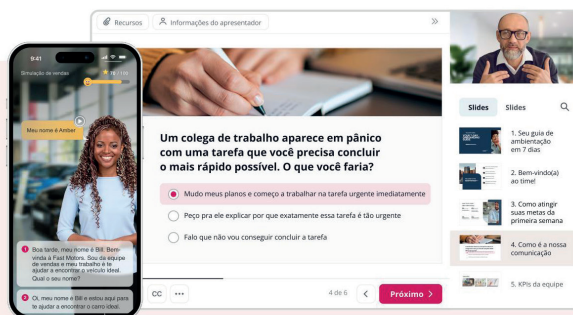 Recursos
Informações do apresentador
9:41
Simulação de vendas
Meu nome é Amber
1 Boa tarde, meu nome é Bill. Bem-
vinda à Fast Motors. Sou da equipe
de vendas e meu trabalho é te
ajudar a encontrar o veículo ideal.
Qual o seu nome?
2 Oi, meu nome é Bill e estou aqui para
te ajudar a encontrar o carro ideal.
Um colega de trabalho aparece em pânico
com uma tarefa que você precisa concluir
o mais rápido possível. O que você faria?
Mudo meus planos e começo a trabalhar na tarefa urgente imediatamente
Peço pra ele explicar por que exatamente essa tarefa é tão urgente
Falo que não vou conseguir concluir a tarefa
CC
4 de 6
Próximo
Slides Slides
1. Seu guia de
ambientação
em 7 dias
2. Bem-vindo(a)
ao time!
3. Como atingir
suas metas da
primeira semana
4. Como é a nossa
comunicação
5. KPIs da equipe